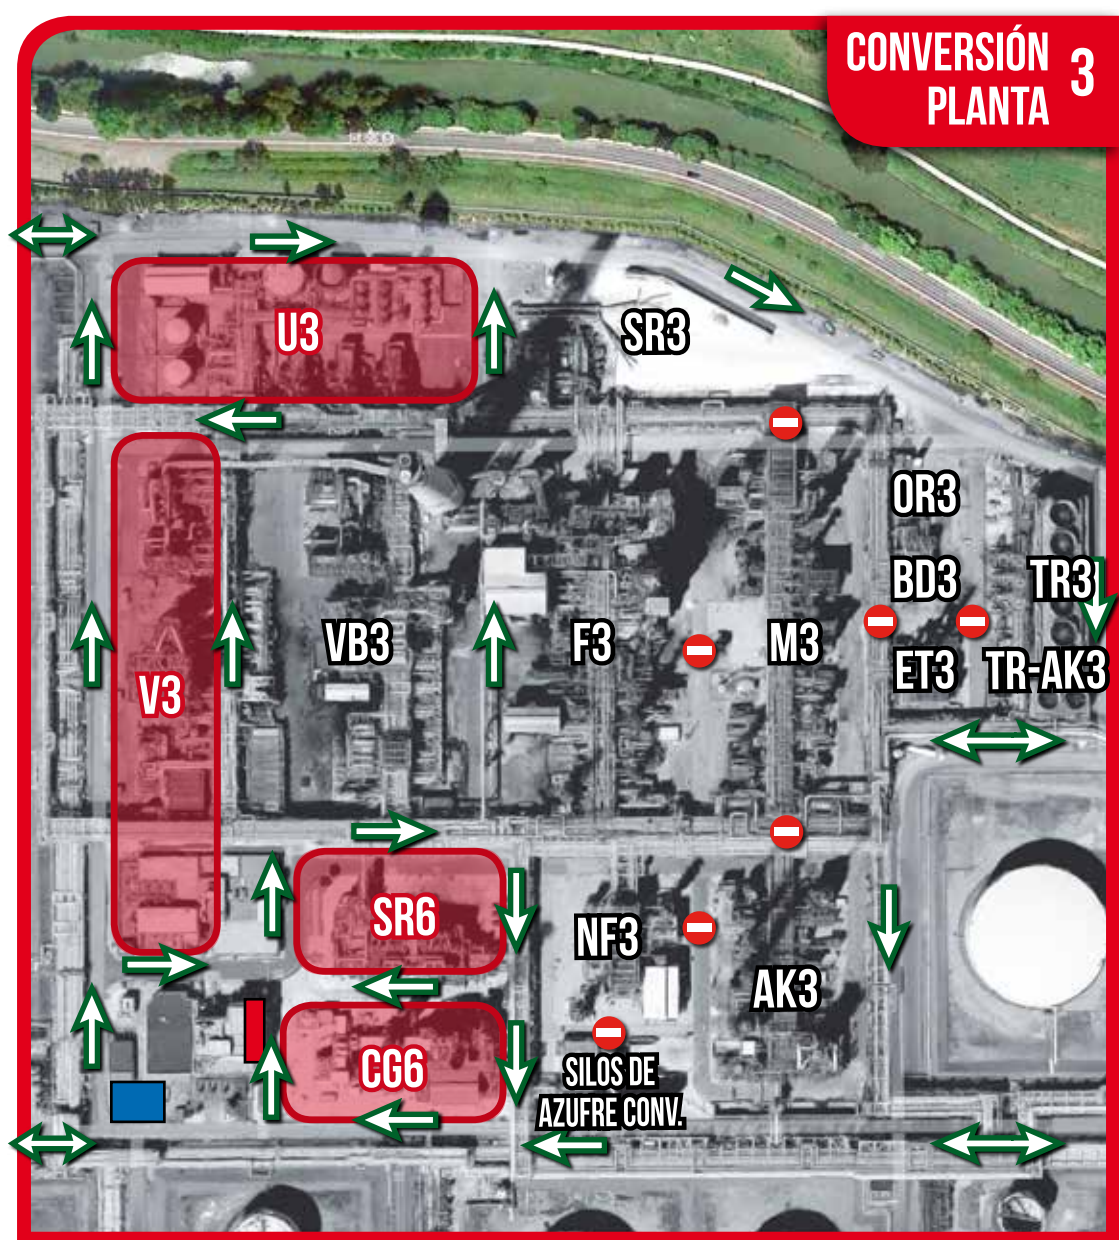 CONVERSIÓN 3
PLANTA
U3
SR3
OR3
BD3
TR3
VB3
F3
M3
ET3
TR-AK3
V3
SR6
NF3
AK3
CG6
SILOS DE
AZUFRE CONV.